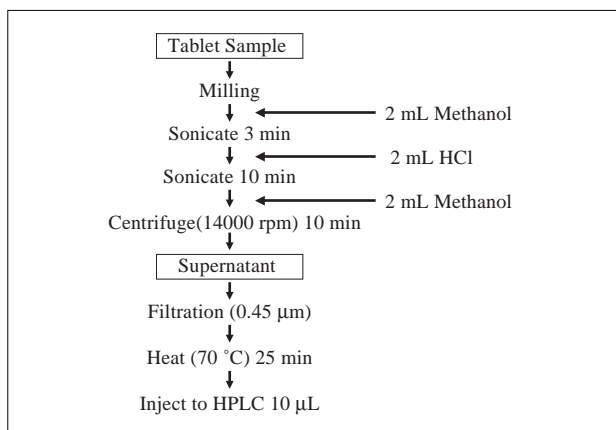 Tablet Sample
Milling
2 mL Methanol
Sonicate 3 min
2 mL HCl
Sonicate 10 min
2 mL Methanol
Centrifuge(14000 rpm) 10 min
Supernatant
Filtration (0.45 μm)
Heat (70 ˚C) 25 min
Inject to HPLC 10 μL